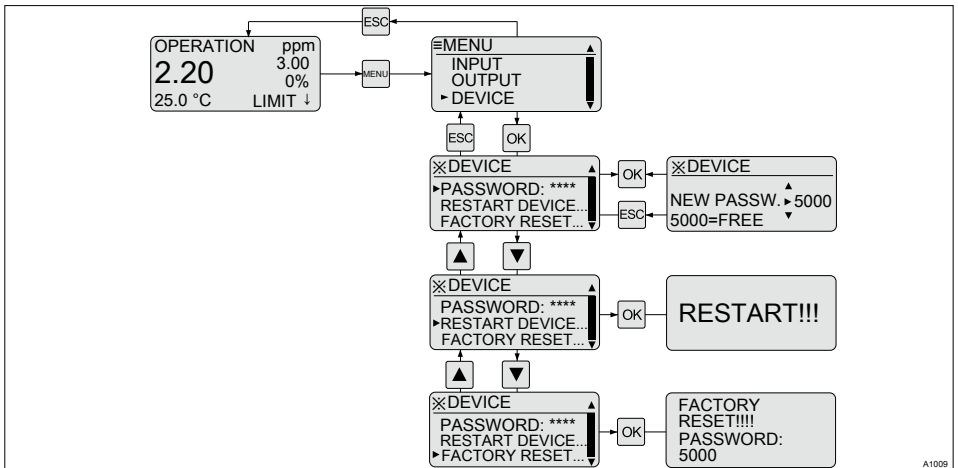 ESC
OPERATION ppm
2.20 3.00
0%
25.0 °C LIMIT ↓
MENU
≡MENU ▲
INPUT
OUTPUT
►DEVICE ▼
ESC OK
※DEVICE ▲
►PASSWORD: ****
RESTART DEVICE...
FACTORY RESET... ▼
OK
ESC
※DEVICE
▲
NEW PASSW. ►5000
5000=FREE ▼
▲ ▼
※DEVICE ▲
PASSWORD: ****
►RESTART DEVICE...
FACTORY RESET... ▼
OK
RESTART!!!
▲ ▼
※DEVICE ▲
PASSWORD: ****
RESTART DEVICE...
►FACTORY RESET... ▼
OK
FACTORY
RESET!!!!
PASSWORD:
5000
A1009